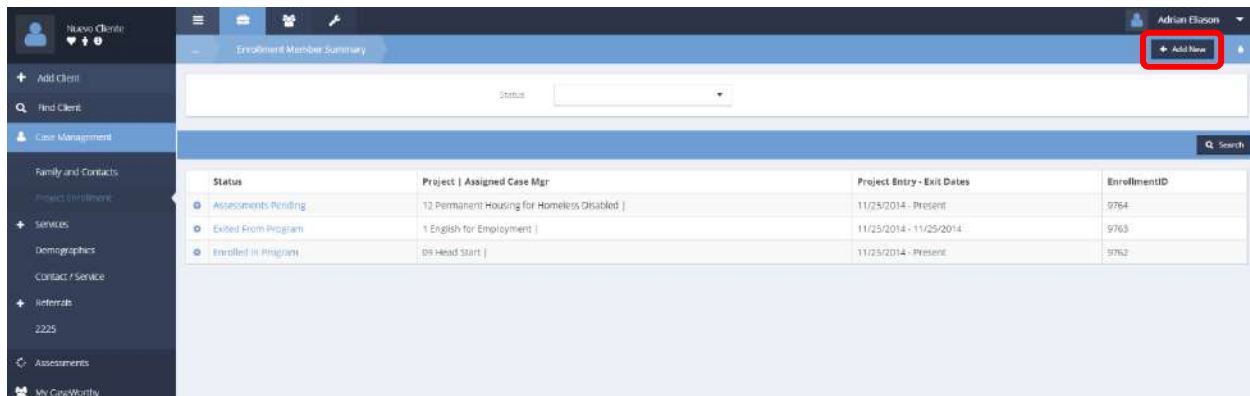 Nuevo Cliente
Adrian Eliason
Enrollment Member Summary
+ Add New
+ Add Client
Find Client
Case Management
Family and Contacts
Project Enrollment
+ Services
Demographics
Contact / Service
+ Referrals
2225
Assessments
My CaseWorthy
Status
Search
Status Project | Assigned Case Mgr Project Entry - Exit Dates EnrollmentID
Assessments Pending 12 Permanent Housing for Homeless Disabled | 11/25/2014 - Present 9764
Exited From Program 1 English for Employment | 11/25/2014 - 11/25/2014 9763
Enrolled in Program 09 Head Start | 11/25/2014 - Present 9762